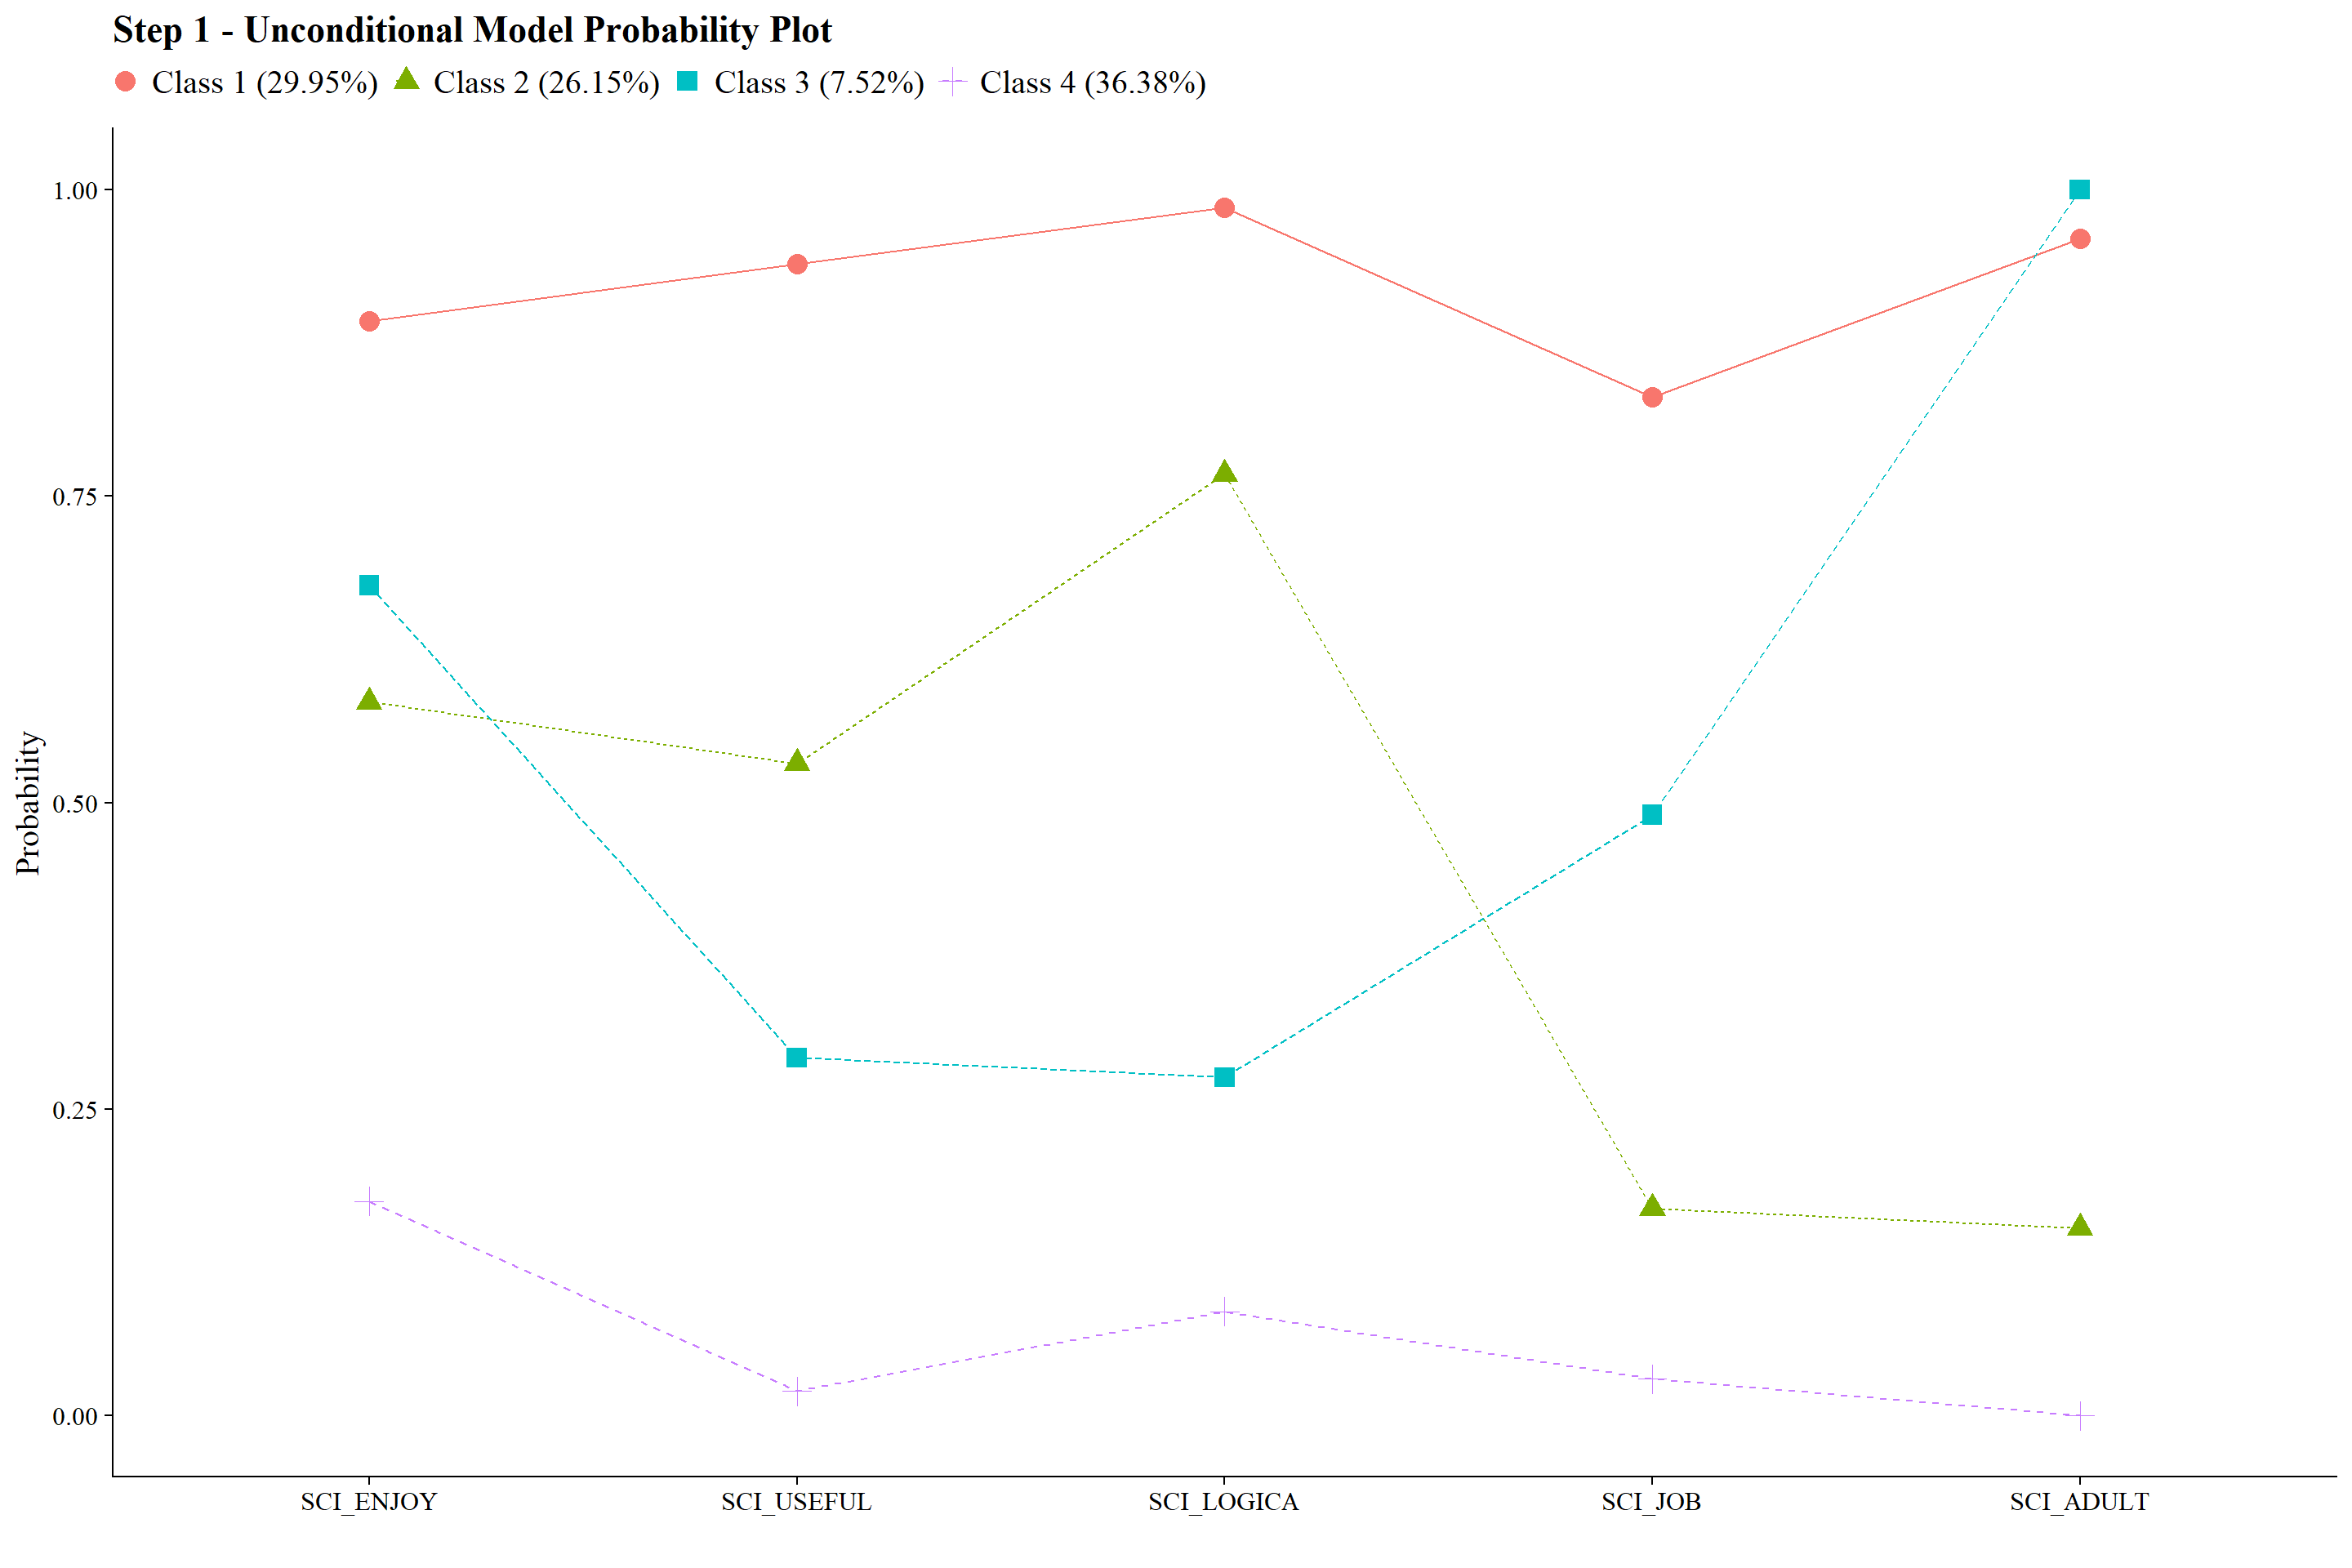 Step 1 - Unconditional Model Probability Plot
Class 1 (29.95%) Class 2 (26.15%) Class 3 (7.52%) Class 4 (36.38%)
Probability
1.00
0.75
0.50
0.25
0.00
SCI_ENJOY SCI_USEFUL SCI_LOGICA SCI_JOB SCI_ADULT